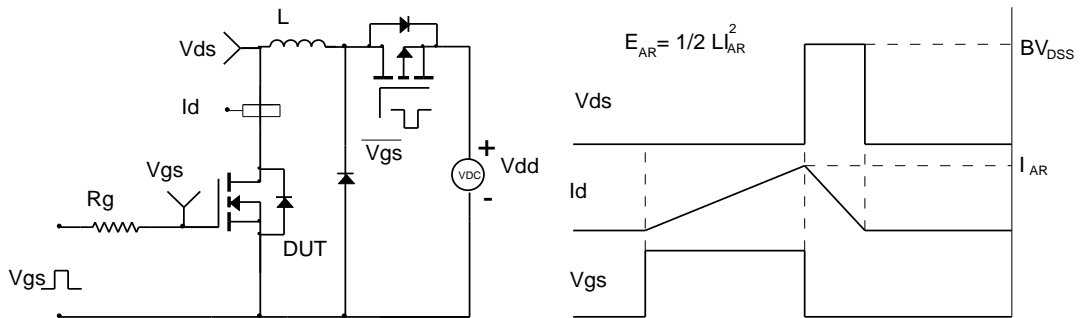 L
Vds
Id
Vgs
Rg
Vgs
DUT
Vgs
+
VDC
Vdd
-
E_AR = 1/2 LI_AR^2
BV_DSS
Vds
I_AR
Id
Vgs